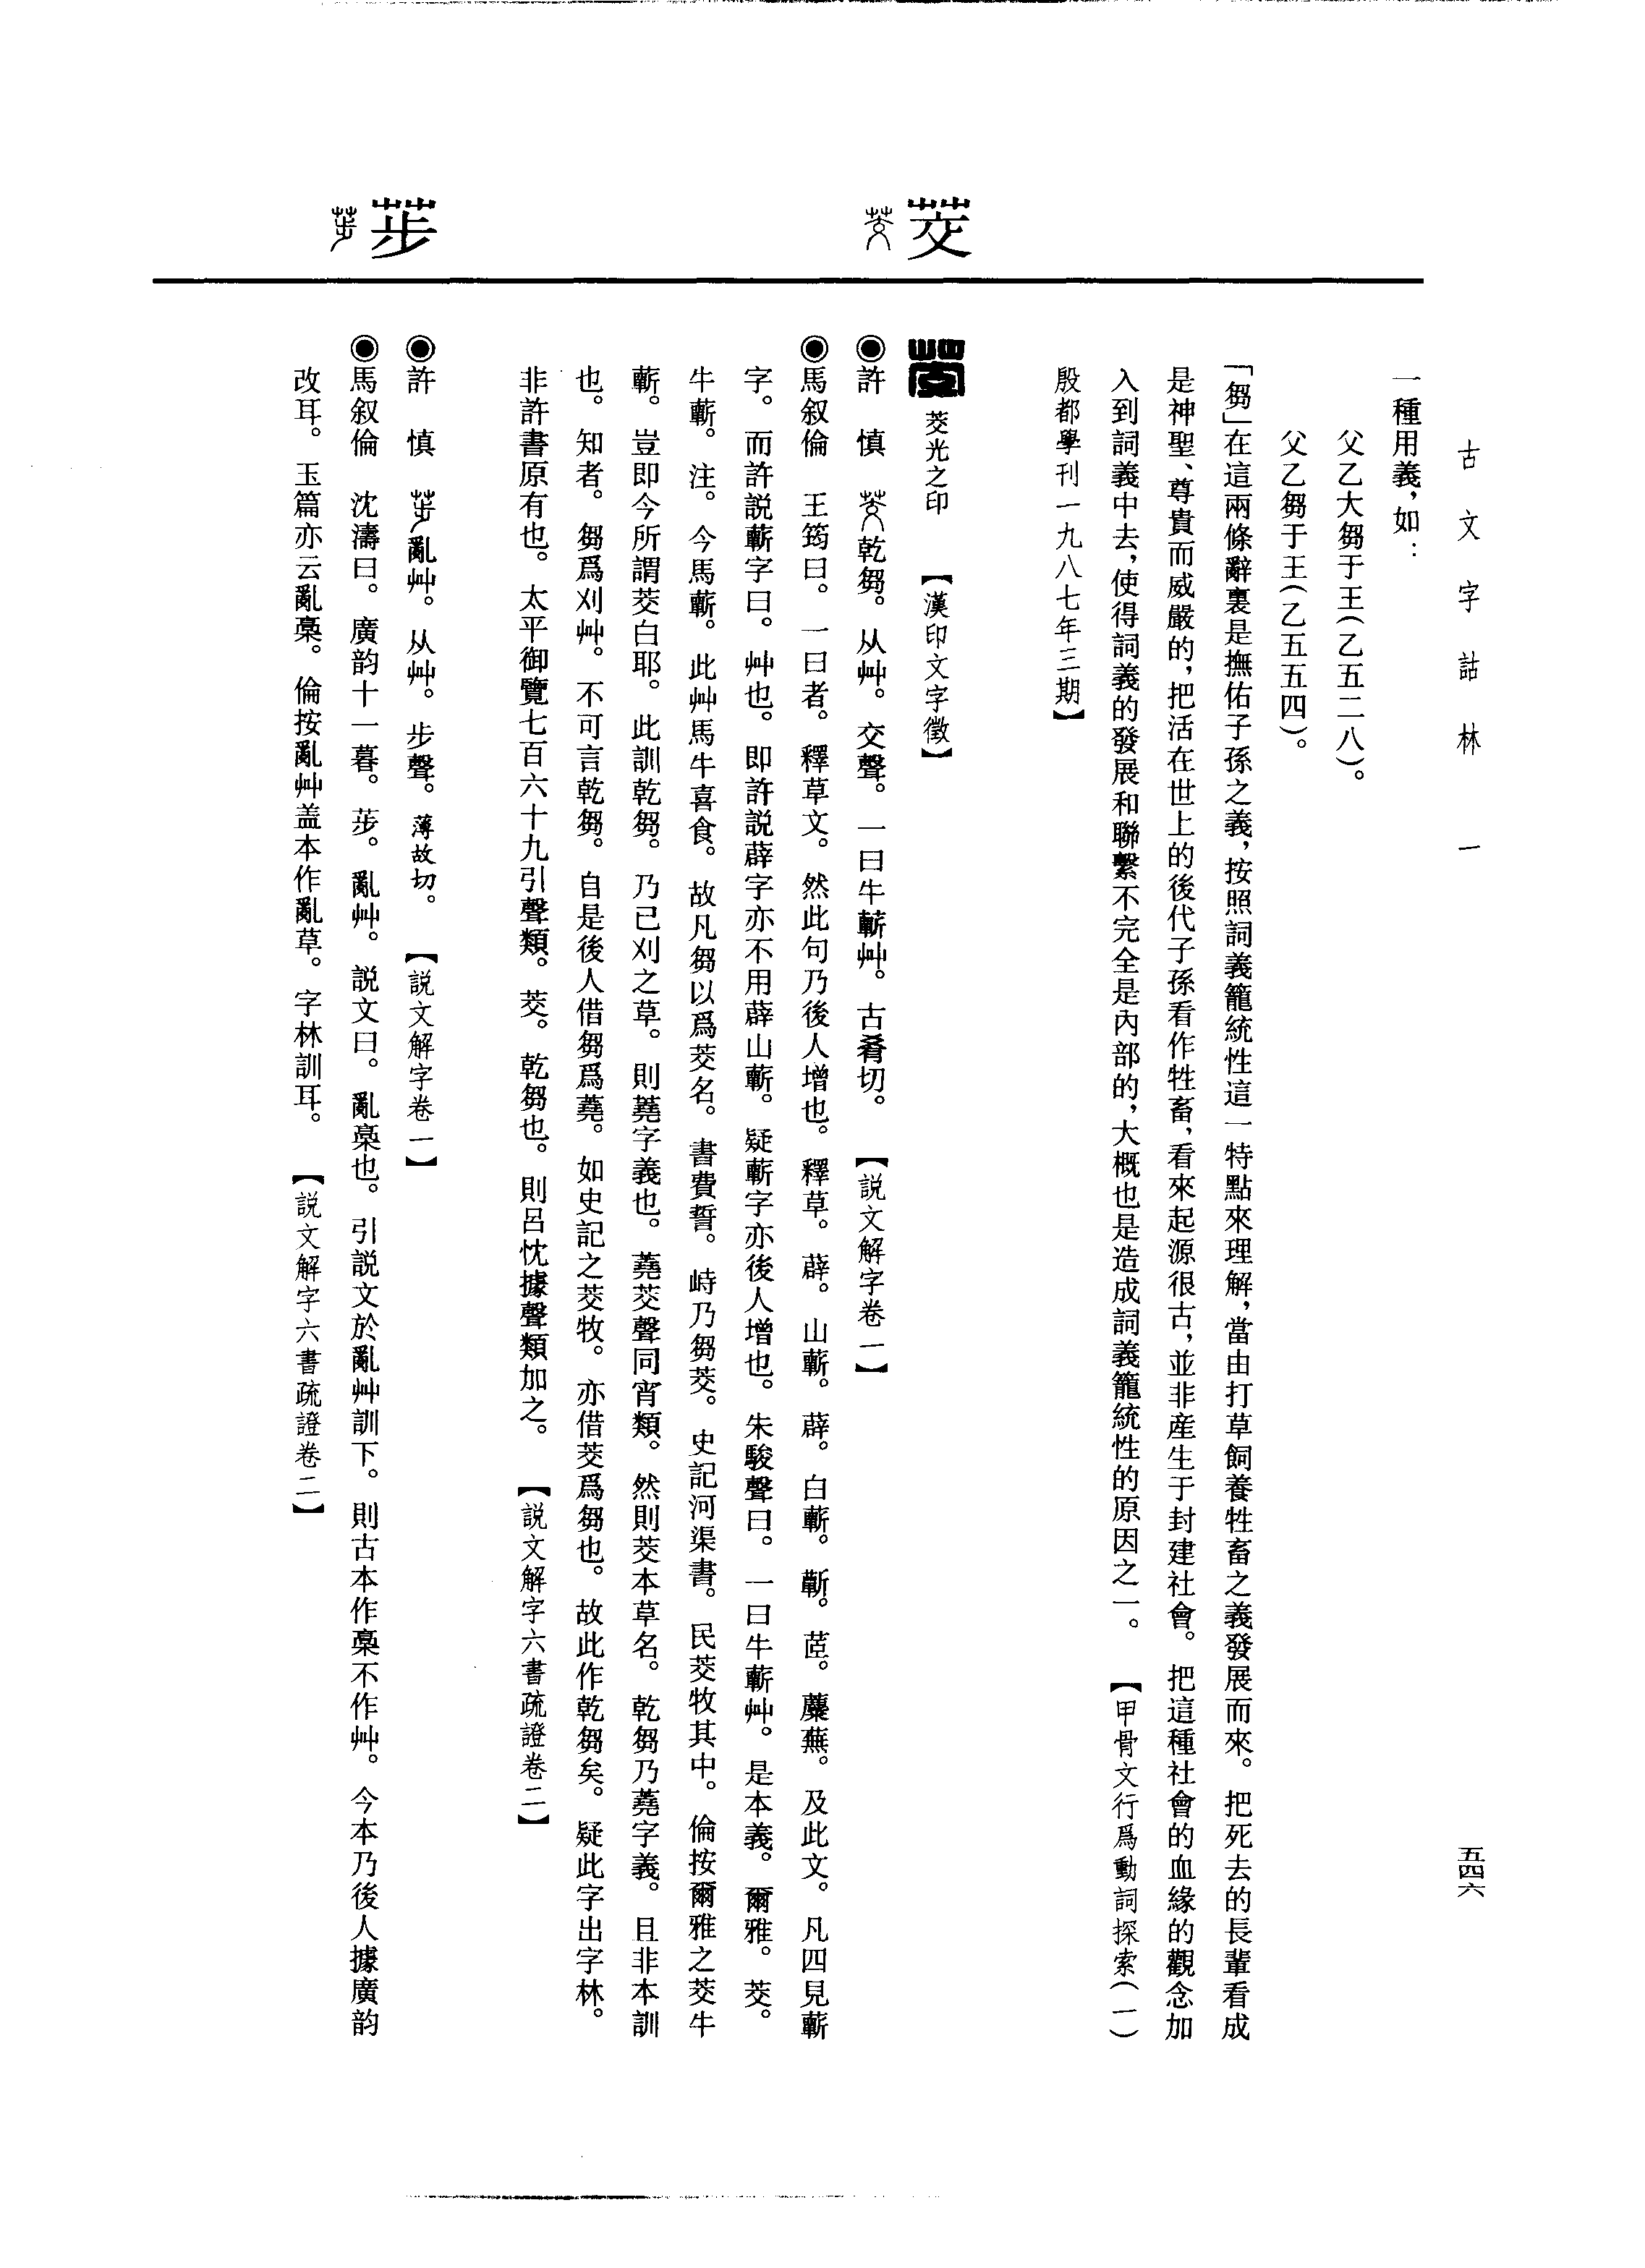 古文字詁林　一
五四六
一種用義，如：
父乙大芻于王(乙五二八)。
父乙芻于王(乙五五四)。
「芻」在這兩條辭裏是撫佑子孫之義，按照詞義籠統性這一特點來理解，當由打草飼養牲畜之義發展而來。把死去的長輩看成
是神聖、尊貴而威嚴的，把活在世上的後代子孫看作牲畜，看來起源很古，並非産生于封建社會。把這種社會的血緣的觀念加
入到詞義中去，使得詞義的發展和聯繫不完全是內部的，大概也是造成詞義籠統性的原因之一。　【甲骨文行爲動詞探索(一)
殷都學刊一九八七年三期】
茭
茭光之印　【漢印文字徵】
◉許　慎　乾芻。从艸。交聲。一曰牛蘄艸。古肴切。　【説文解字卷一】
◉馬叙倫　王筠曰。一曰者。釋草文。然此句乃後人增也。釋草。薜。山蘄。薜。白蘄。蘄。茝。蘪蕪。及此文。凡四見蘄
字。而許説蘄字曰。艸也。即許説薜字亦不用薜山蘄。疑蘄字亦後人增也。朱駿聲曰。一曰牛蘄艸。是本義。爾雅。茭。
牛蘄。注。今馬蘄。此艸馬牛喜食。故凡芻以爲茭名。書費誓。峙乃芻茭。史記河渠書。民茭牧其中。倫按爾雅之茭牛
蘄。豈即今所謂茭白耶。此訓乾芻。乃已刈之草。則蕘字義也。蕘茭聲同宵類。然則茭本草名。乾芻乃蕘字義。且非本訓
也。知者。芻爲刈艸。不可言乾芻。自是後人借芻爲蕘。如史記之茭牧。亦借茭爲芻也。故此作乾芻矣。疑此字出字林。
非許書原有也。太平御覽七百六十九引聲類。茭。乾芻也。則呂忱據聲類加之。　【説文解字六書疏證卷二】
荹
◉許　慎　亂艸。从艸。步聲。薄故切。　【説文解字卷一】
◉馬叙倫　沈濤曰。廣韵十一暮。荹。亂艸。説文曰。亂稾也。引説文於亂艸訓下。則古本作稾不作艸。今本乃後人據廣韵
改耳。玉篇亦云亂稾。倫按亂艸盖本作亂草。字林訓耳。　【説文解字六書疏證卷二】